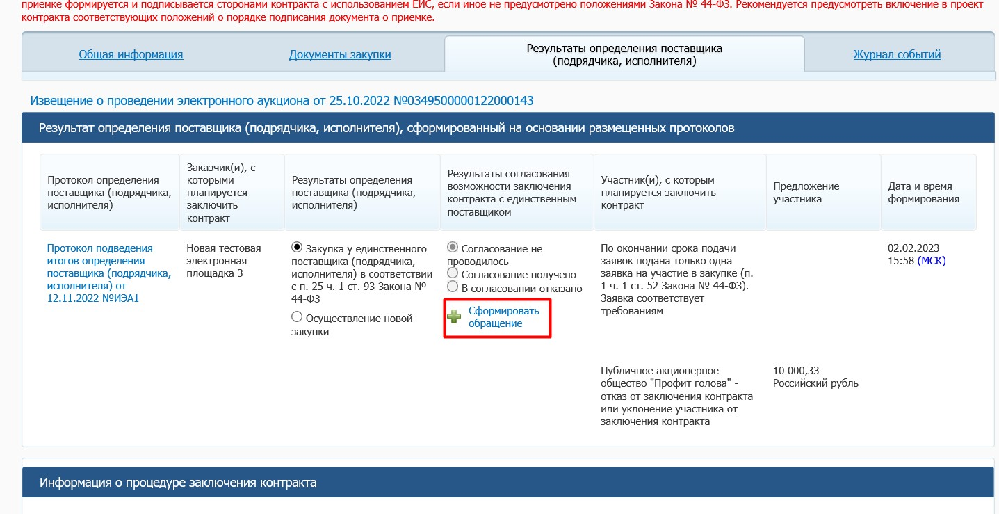 приемке формируется и подписывается сторонами контракта с использованием ЕИС, если иное не предусмотрено положениями Закона № 44-ФЗ. Рекомендуется предусмотреть включение в проект
контракта соответствующих положений о порядке подписания документа о приемке.
Общая информация
Документы закупки
Результаты определения поставщика
(подрядчика, исполнителя)
Журнал событий
Извещение о проведении электронного аукциона от 25.10.2022 №0349500000122000143
Результат определения поставщика (подрядчика, исполнителя), сформированный на основании размещенных протоколов
Протокол определения
поставщика (подрядчика,
исполнителя)
Заказчик(и), с
которыми
планируется
заключить
контракт
Результаты определения
поставщика (подрядчика,
исполнителя)
Результаты согласования
возможности заключения
контракта с единственным
поставщиком
Участник(и), с которым
планируется заключить
контракт
Предложение
участника
Дата и время
формирования
Протокол подведения
итогов определения
поставщика (подрядчика,
исполнителя) от
12.11.2022 №ИЭА1
Новая тестовая
электронная
площадка 3
Закупка у единственного
поставщика (подрядчика,
исполнителя) в соответствии
с п. 25 ч. 1 ст. 93 Закона №
44-ФЗ
Осуществление новой
закупки
Согласование не
проводилось
Согласование получено
В согласовании отказано
Сформировать
обращение
По окончании срока подачи
заявок подана только одна
заявка на участие в закупке (п.
1 ч. 1 ст. 52 Закона № 44-ФЗ).
Заявка соответствует
требованиям
02.02.2023
15:58 (МСК)
Публичное акционерное
общество "Профит голова" -
отказ от заключения контракта
или уклонение участника от
заключения контракта
10 000,33
Российский рубль
Информация о процедуре заключения контракта